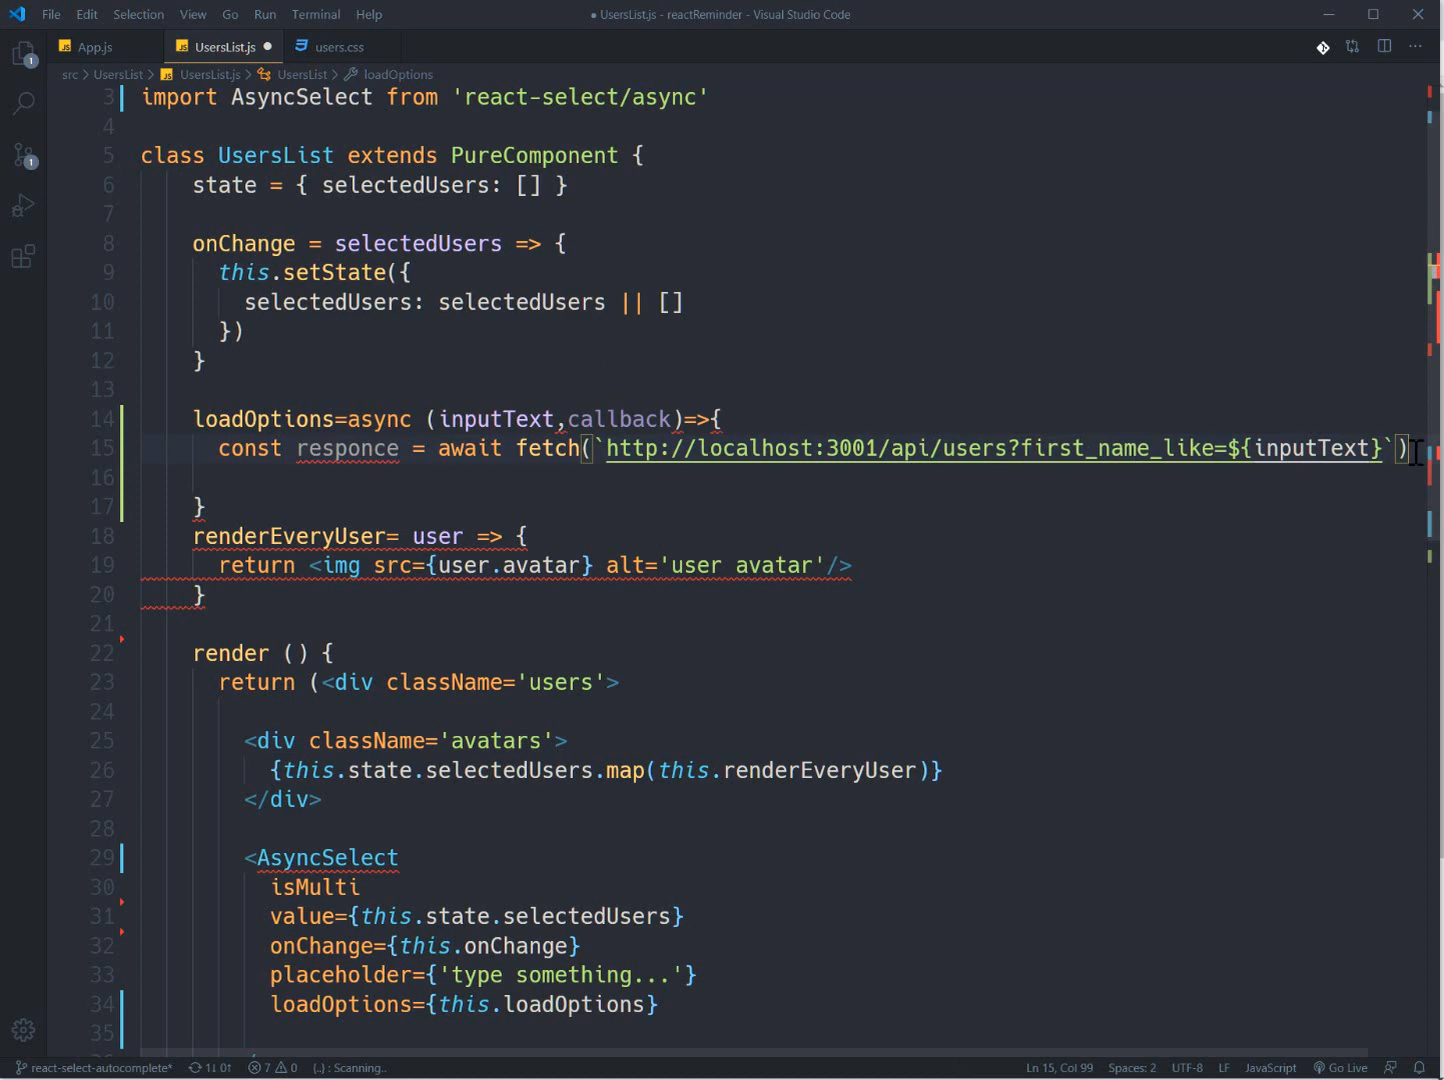 File Edit Selection View Go Run Terminal Help
● UsersList.js - reactReminder - Visual Studio Code
JS App.js JS UsersList.js ● users.css
src > UsersList > JS UsersList.js > UsersList > loadOptions
3 import AsyncSelect from 'react-select/async'
4
5 class UsersList extends PureComponent {
6 state = { selectedUsers: [] }
7
8 onChange = selectedUsers => {
9 this.setState({
10 selectedUsers: selectedUsers || []
11 })
12 }
13
14 loadOptions=async (inputText,callback)=>{
15 const responce = await fetch(`http://localhost:3001/api/users?first_name_like=${inputText}`)
16
17 }
18 renderEveryUser= user => {
19 return <img src={user.avatar} alt='user avatar'/>
20 }
21
22 render () {
23 return (<div className='users'>
24
25 <div className='avatars'>
26 {this.state.selectedUsers.map(this.renderEveryUser)}
27 </div>
28
29 <AsyncSelect
30 isMulti
31 value={this.state.selectedUsers}
32 onChange={this.onChange}
33 placeholder={'type something...'}
34 loadOptions={this.loadOptions}
35
1
1
react-select-autocomplete* 1↓ 0↑ 7 0 {..} : Scanning.. Ln 15, Col 99 Spaces: 2 UTF-8 LF JavaScript Go Live